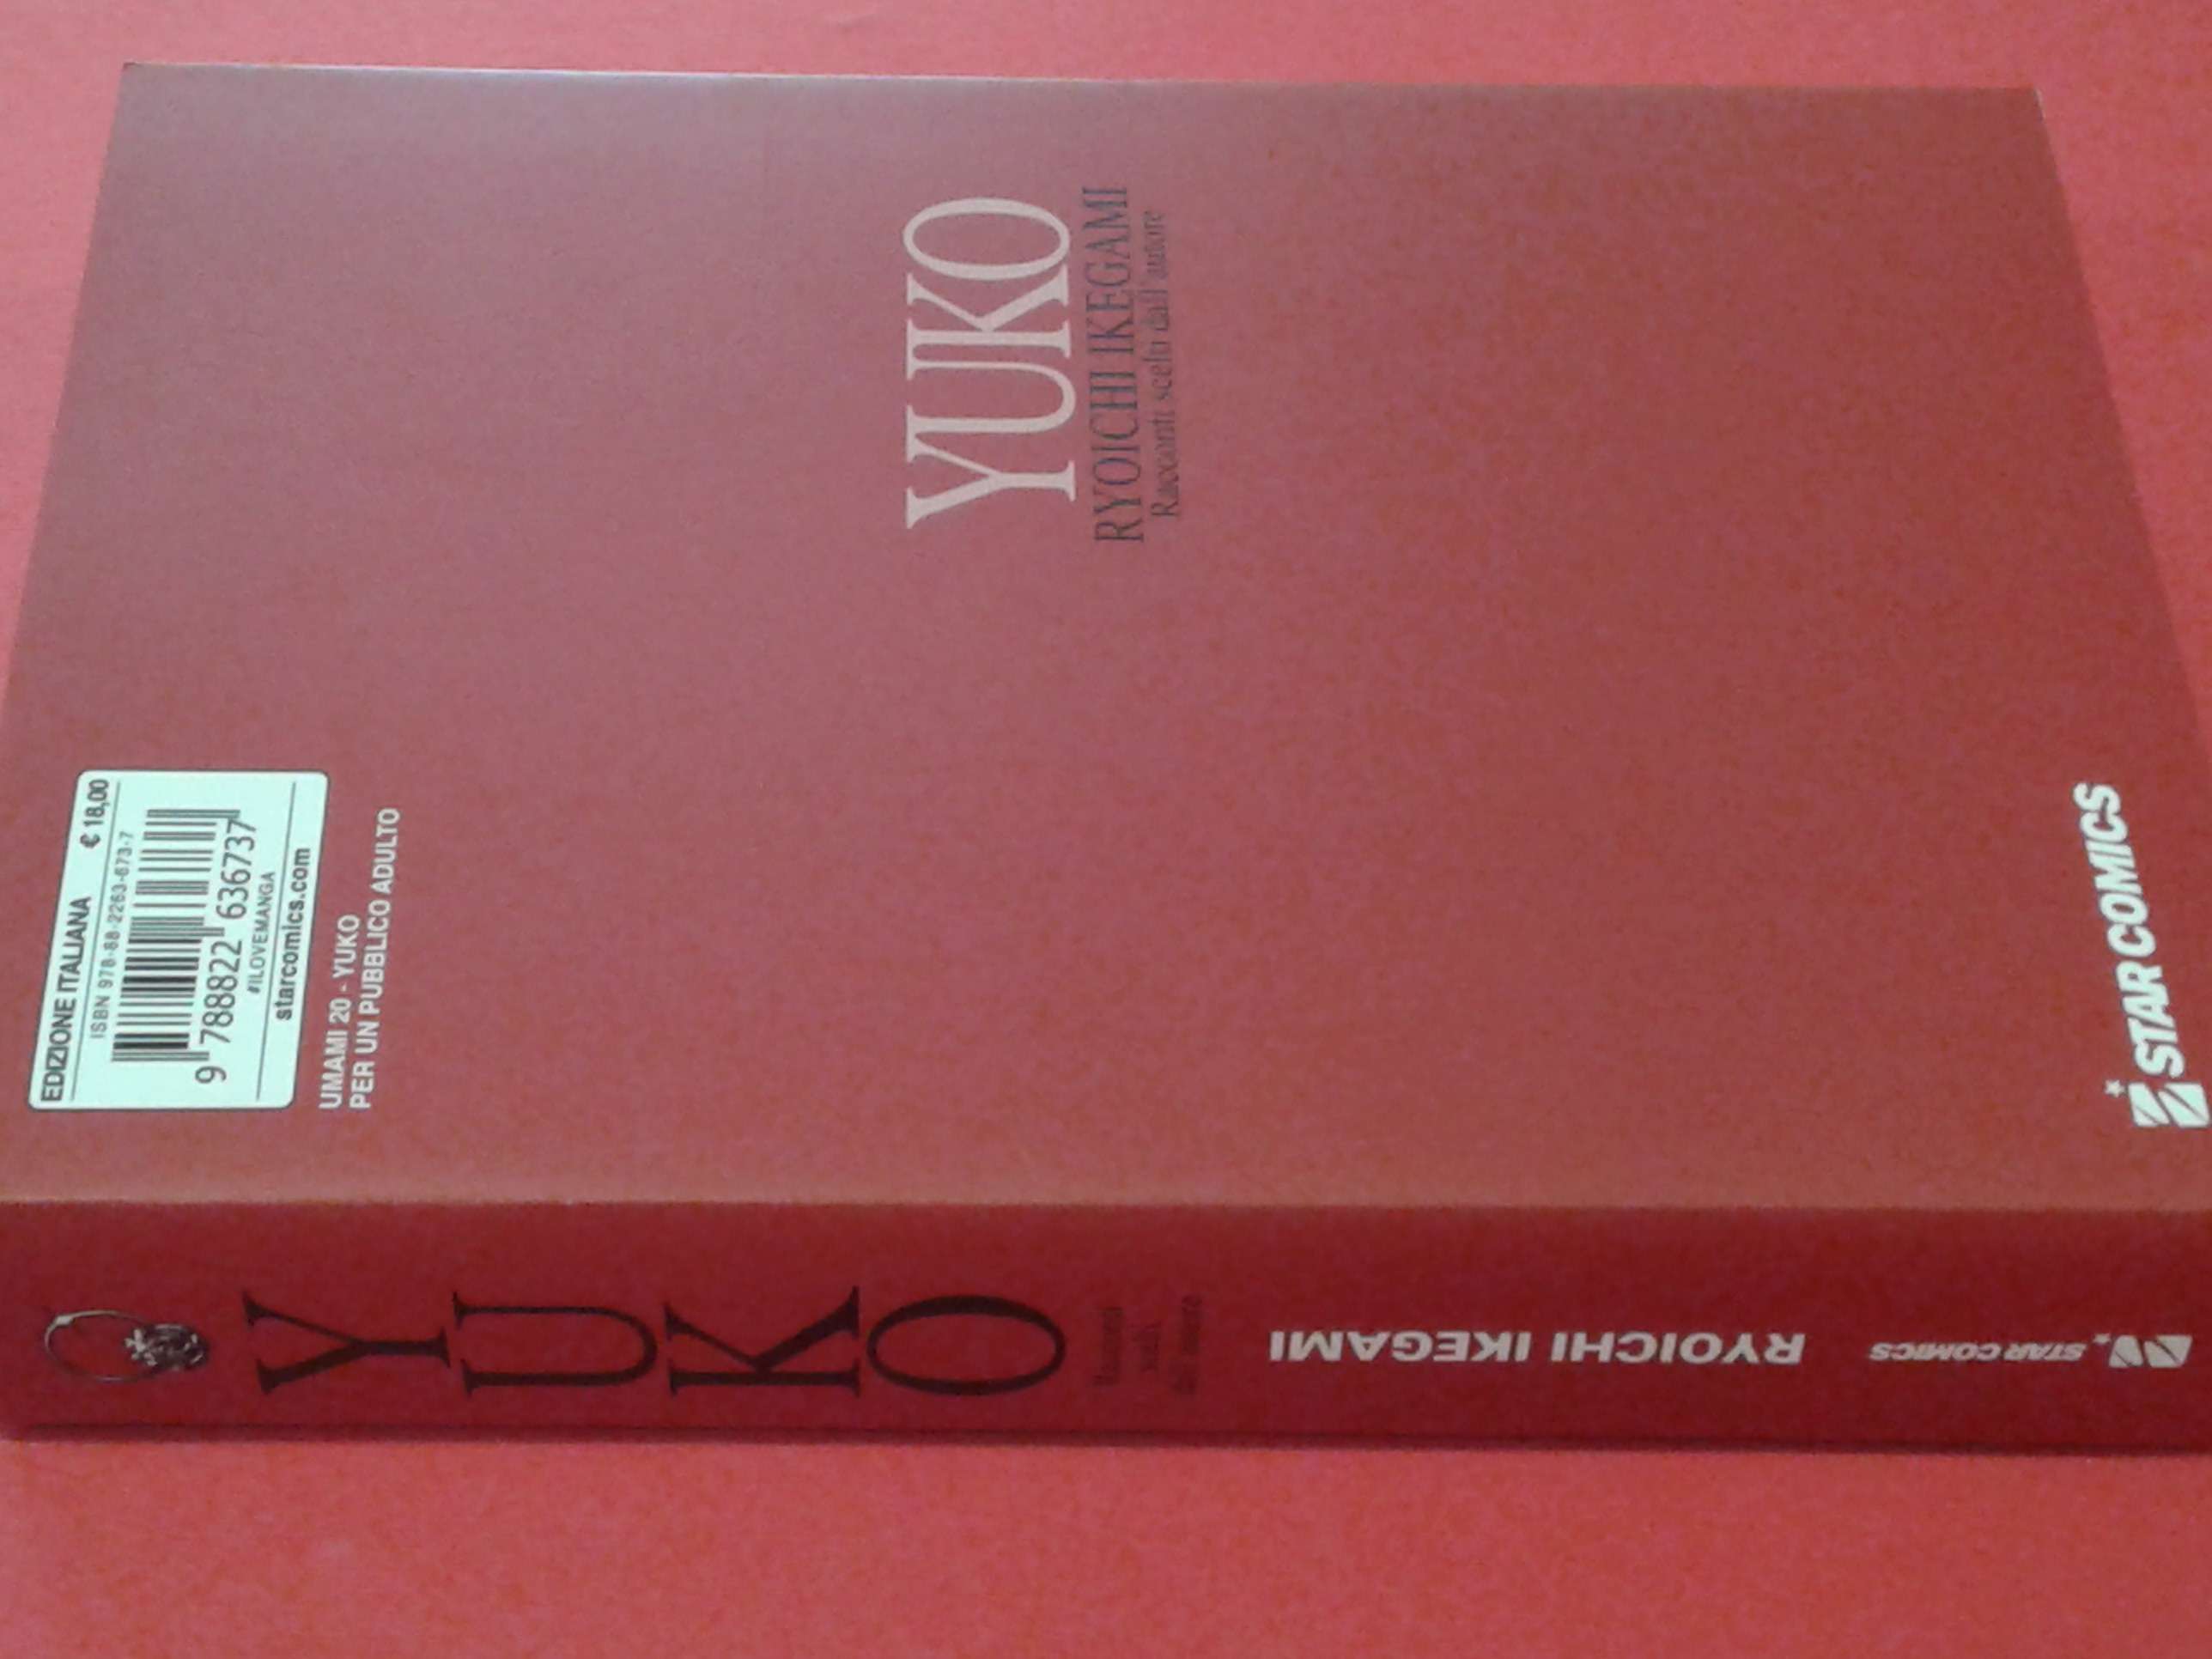 YUKO
RYOICHI IKEGAMI
Racconti scelti dall'autore
EDIZIONE ITALIANA € 16,00
ISBN 978-88-2263-673-7
9 788822 636737
#ILOVEMANGA
starcomics.com
UMAMI 20 - YUKO
PER UN PUBBLICO ADULTO
STAR COMICS
YUKO
RYOICHI IKEGAMI
STAR COMICS